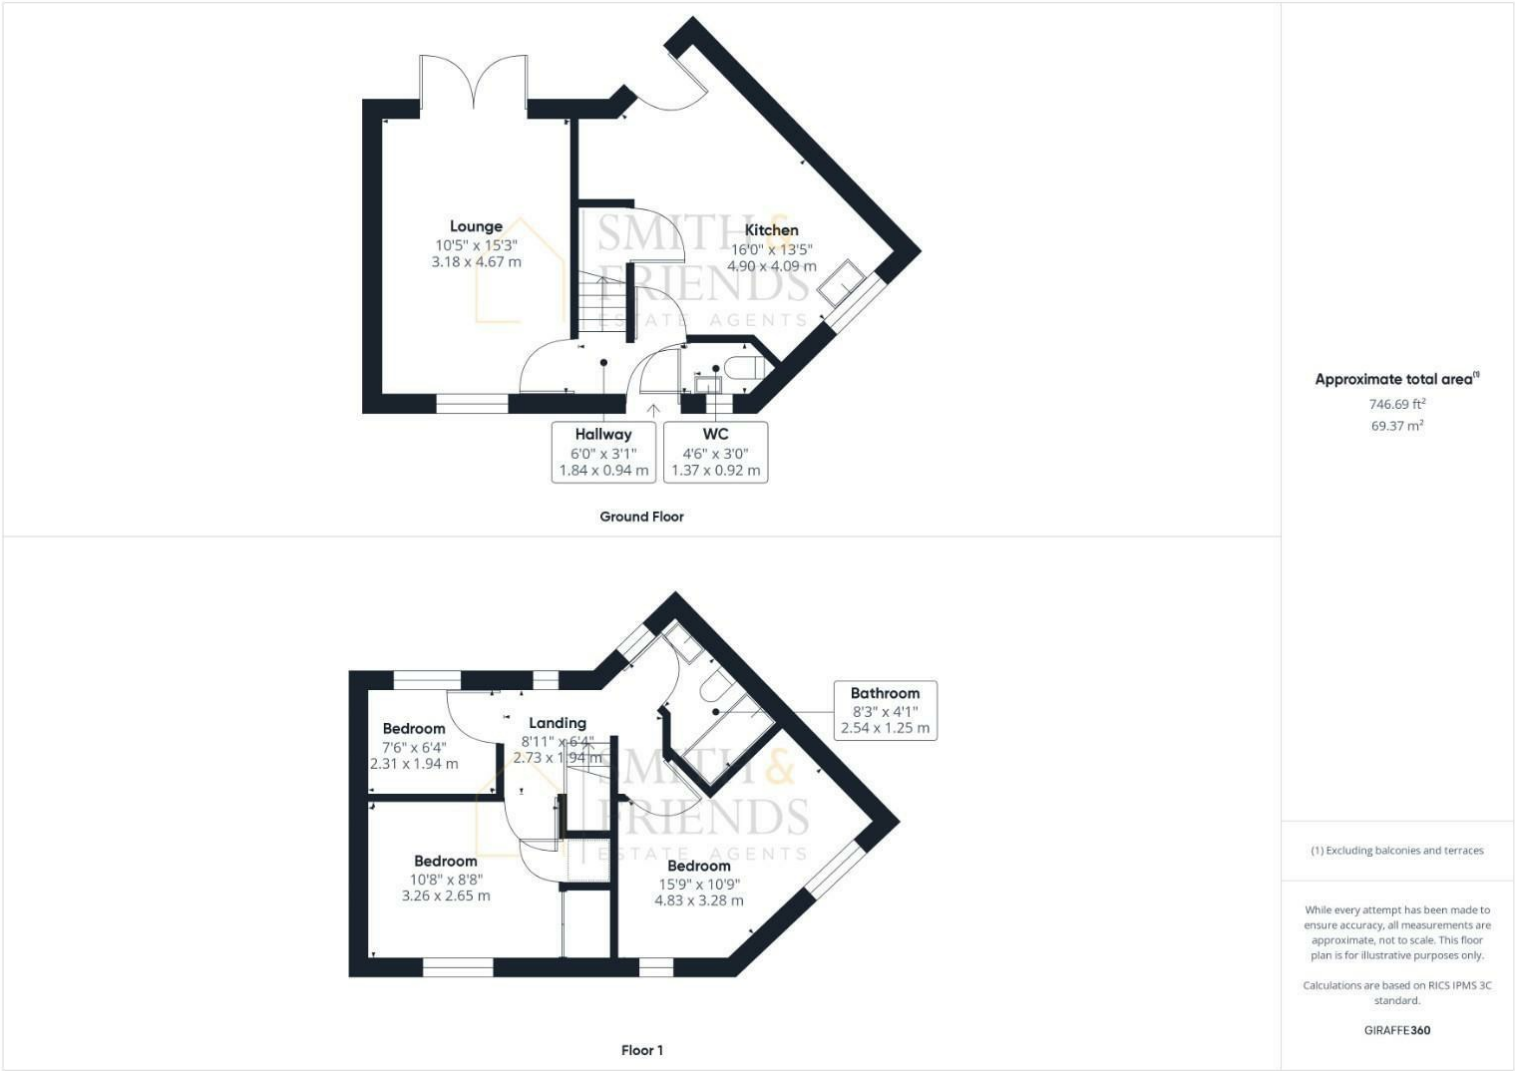 Lounge
10'5" x 15'3"
3.18 x 4.67 m
SMITH &
FRIENDS
ESTATE AGENTS
Kitchen
16'0" x 13'5"
4.90 x 4.09 m
Hallway
6'0" x 3'1"
1.84 x 0.94 m
WC
4'6" x 3'0"
1.37 x 0.92 m
Ground Floor
Bathroom
8'3" x 4'1"
2.54 x 1.25 m
Landing
8'11" x 6'4"
2.73 x 1.94 m
Bedroom
7'6" x 6'4"
2.31 x 1.94 m
SMITH &
FRIENDS
ESTATE AGENTS
Bedroom
10'8" x 8'8"
3.26 x 2.65 m
Bedroom
15'9" x 10'9"
4.83 x 3.28 m
Floor 1
Approximate total area(1)
746.69 ft²
69.37 m²
(1) Excluding balconies and terraces
While every attempt has been made to
ensure accuracy, all measurements are
approximate, not to scale. This floor
plan is for illustrative purposes only.
Calculations are based on RICS IPMS 3C
standard.
GIRAFFE360